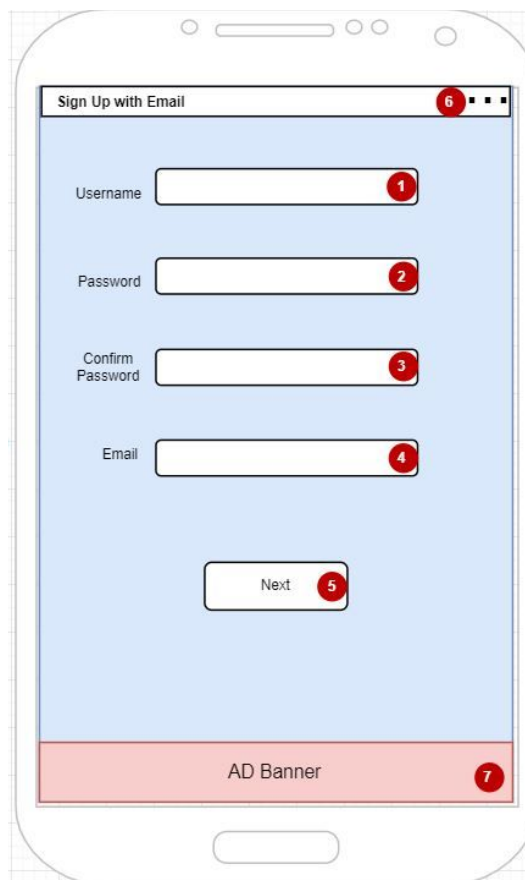 Sign Up with Email 6 ...
Username 1
Password 2
Confirm
Password 3
Email 4
Next 5
AD Banner 7